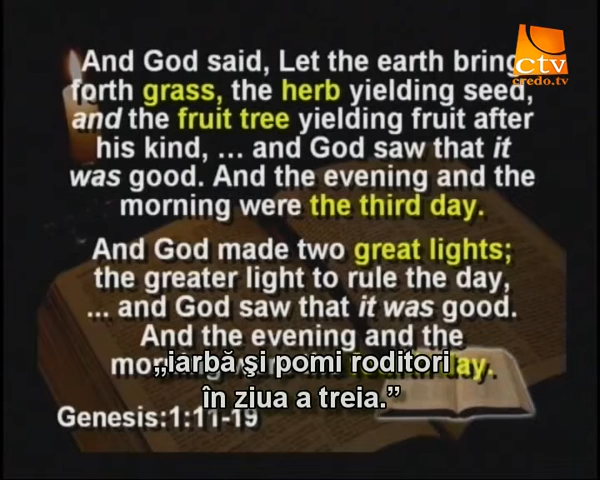 And God said, Let the earth bring
forth grass, the herb yielding seed,
and the fruit tree yielding fruit after
his kind, ... and God saw that it
was good. And the evening and the
morning were the third day.
And God made two great lights;
the greater light to rule the day,
... and God saw that it was good.
And the evening and the
day.
„iarbă şi pomi roditori
în ziua a treia.”
Genesis:1:11-19
ctv
credo.tv